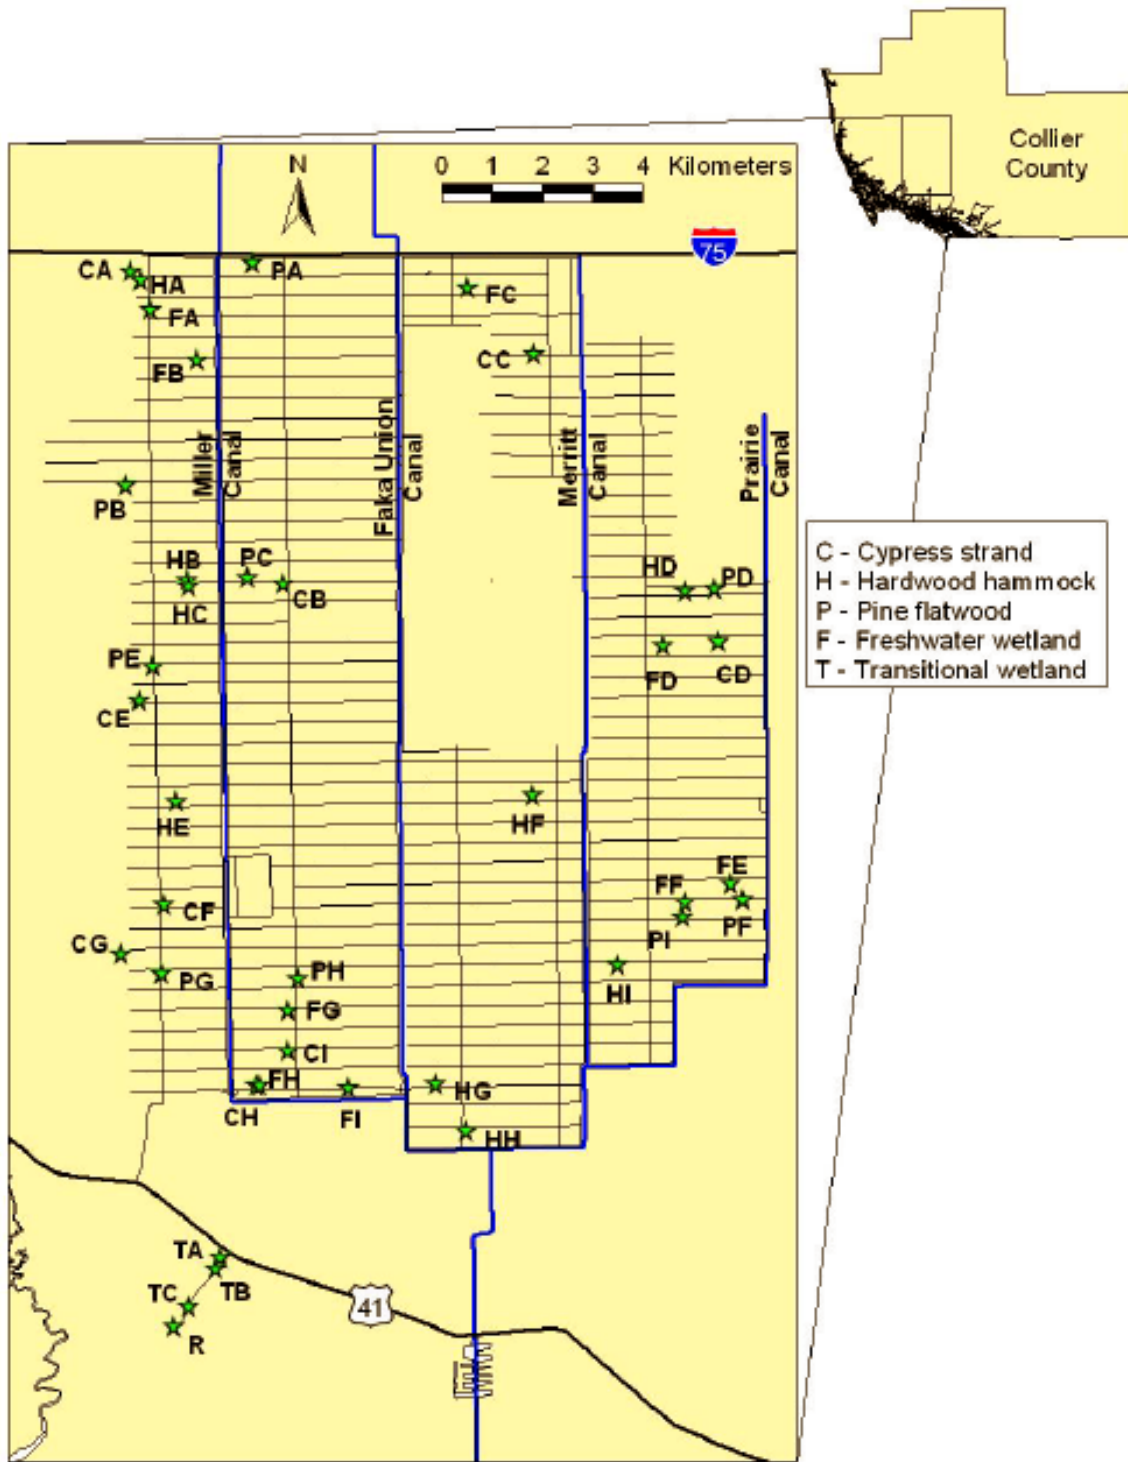 Collier
County
N
0 1 2 3 4 Kilometers
75
CA
HA
PA
FC
FA
FB
CC
Miller
Canal
Faka Union
Canal
Merritt
Canal
Prairie
Canal
PB
HB
HC
PC
CB
HD
PD
C - Cypress strand
H - Hardwood hammock
P - Pine flatwood
F - Freshwater wetland
T - Transitional wetland
PE
CE
FD
CD
HE
HF
FE
FF
PF
PI
CF
CG
PG
PH
HI
FG
CI
FH
CH
FI
HG
HH
TA
TB
TC
R
41